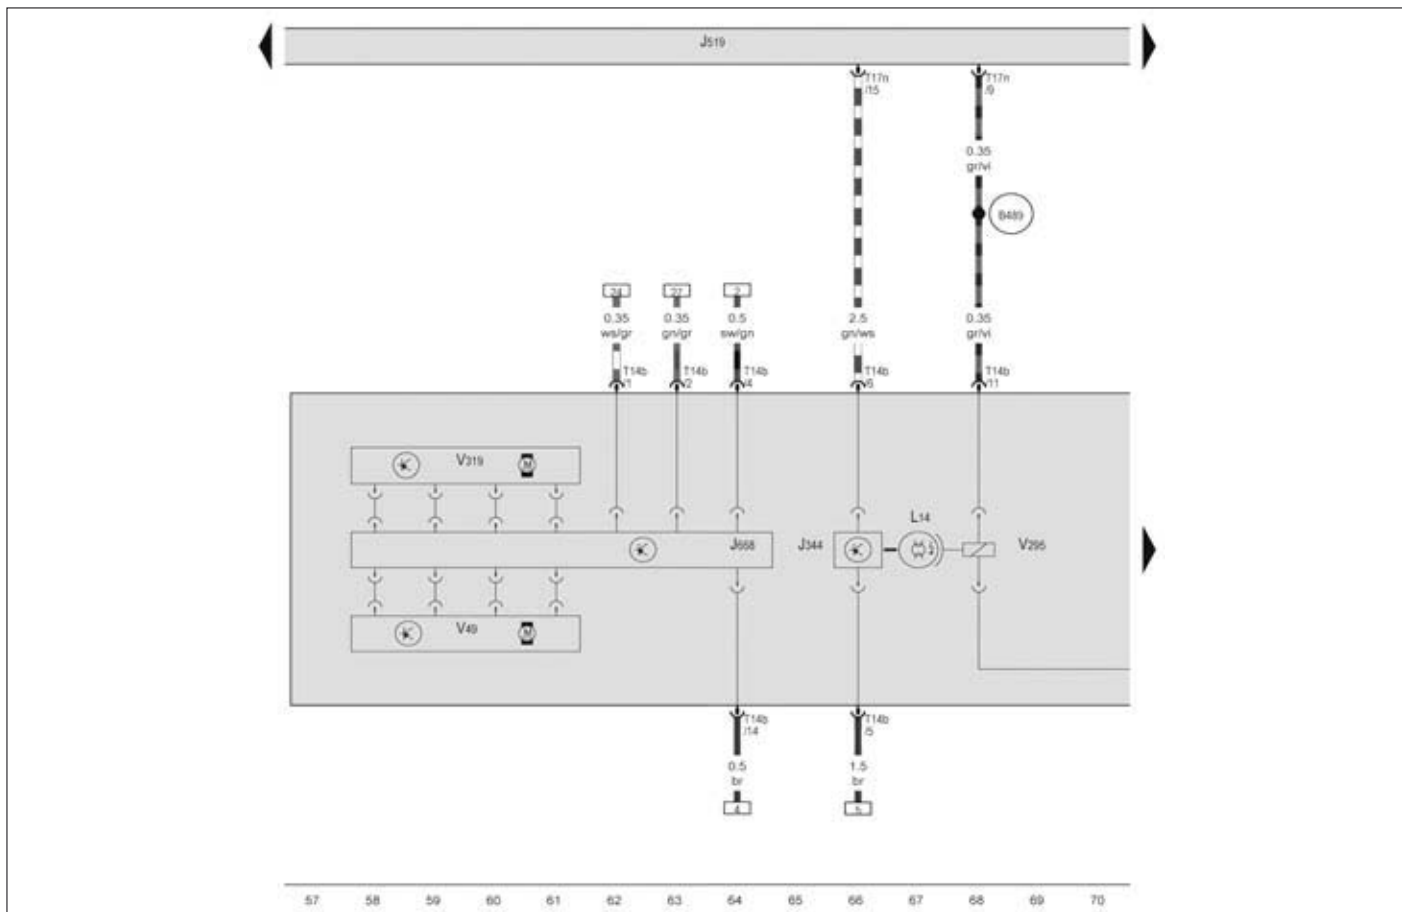 J519
T17n
/15
T17n
/9
0.35
gr/vi
B489
24
27
2
0.35
ws/gr
0.35
gn/gr
0.5
sw/gn
2.5
gn/ws
0.35
gr/vi
T14b
/1
T14b
/2
T14b
/4
T14b
/6
T14b
/11
V319
M
J658
J344
L14
V295
V49
M
T14b
/14
T14b
/5
0.5
br
1.5
br
4
5
57 58 59 60 61 62 63 64 65 66 67 68 69 70